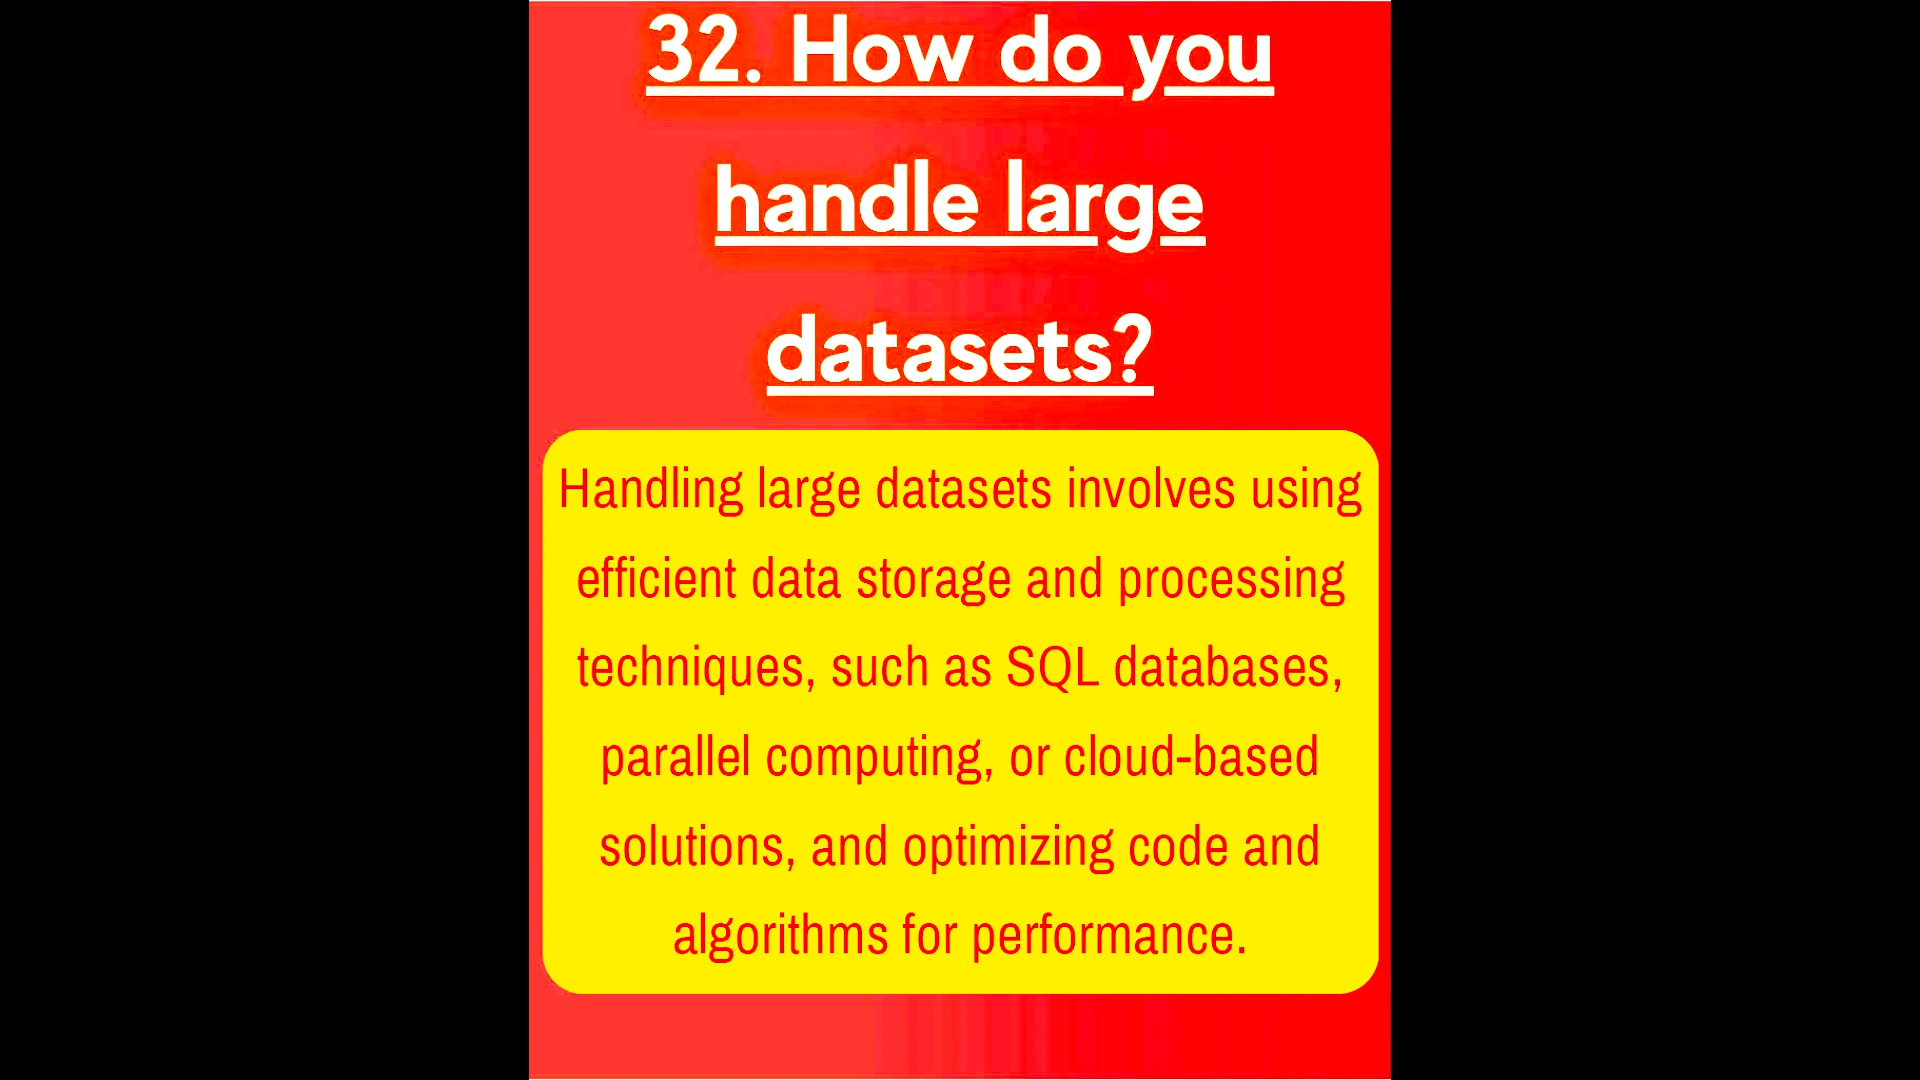 32. How do you
handle large
datasets?
Handling large datasets involves using
efficient data storage and processing
techniques, such as SQL databases,
parallel computing, or cloud-based
solutions, and optimizing code and
algorithms for performance.